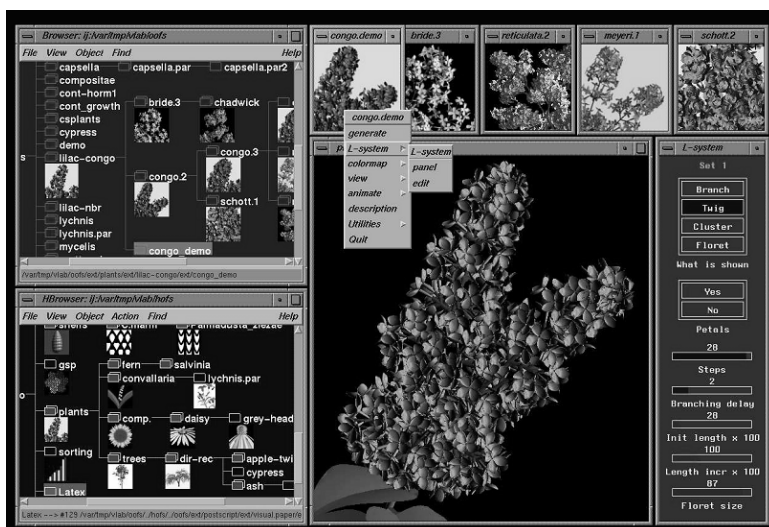 Browser: ij:/var/tmp/vlab/oofs
File View Object Find Help
capsella capsella.par capsella.par2
compositae
cont-horm1
cont_growth
csplants
cypress
demo
lilac-congo
lilac-nbr
lychnis
lychnis.par
mycelis
bride.3 chadwick
congo.2
congo.3
schott.1
congo_demo
/var/tmp/vlab/oofs/ext/plants/ext/lilac-congo/ext/congo_demo
HBrowser: ij:/var/tmp/vlab/hofs
File View Object Action Find Help
gsp
fern salvinia
convallaria lychnis.par
plants
comp. daisy grey-head
sorting
trees dir-rec apple-twi
cypress
ash
Latex
congo.demo
bride.3
reticulata.2
meyeri.1
schott.2
congo.demo
generate
L-system
colormap
view
animate
description
Utilities
Quit
L-system
panel
edit
L-system
Set 1
Branch
Twig
Cluster
Floret
What is shown
Yes
No
Petals
28
Steps
2
Branching delay
28
Init length x 100
100
Length incr x 100
87
Floret size